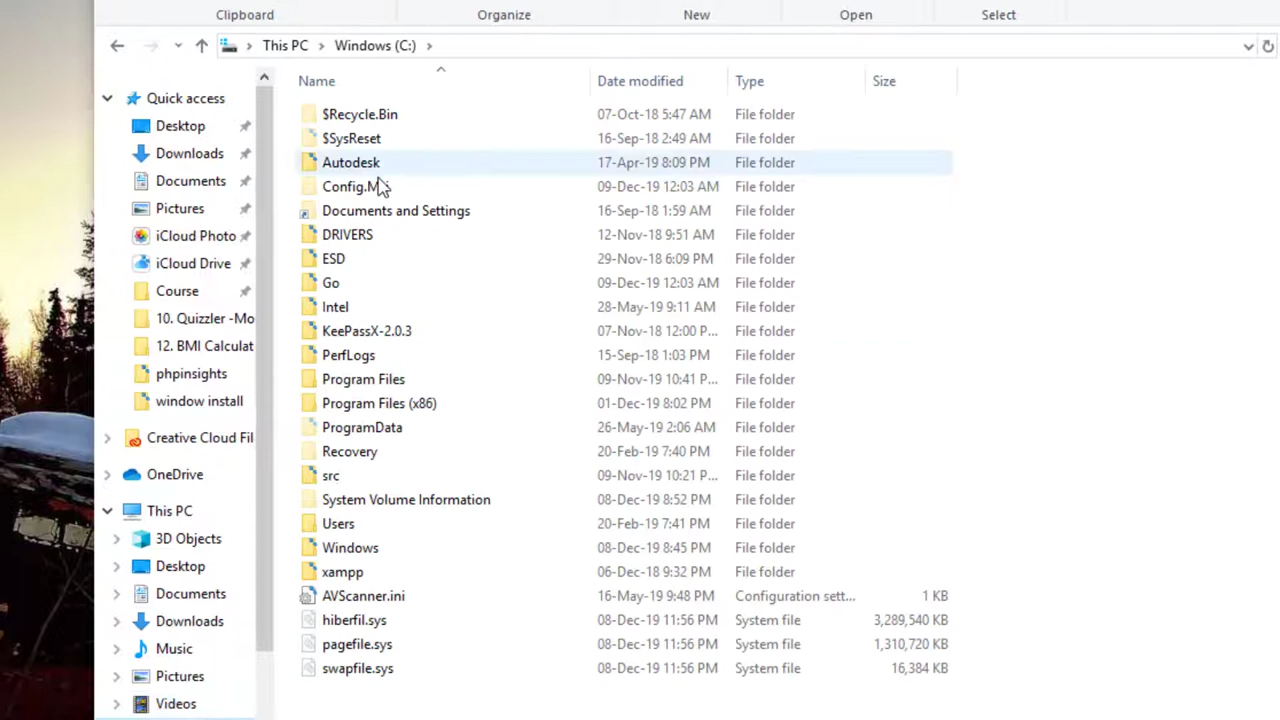 Clipboard Organize New Open Select
This PC Windows (C:)
Name Date modified Type Size
Quick access
Desktop
Downloads
Documents
Pictures
iCloud Photo
iCloud Drive
Course
10. Quizzler -Mo
12. BMI Calculat
phpinsights
window install
Creative Cloud Fil
OneDrive
This PC
3D Objects
Desktop
Documents
Downloads
Music
Pictures
Videos
$Recycle.Bin 07-Oct-18 5:47 AM File folder
$SysReset 16-Sep-18 2:49 AM File folder
Autodesk 17-Apr-19 8:09 PM File folder
09-Dec-19 12:03 AM File folder
Documents and Settings 16-Sep-18 1:59 AM File folder
DRIVERS 12-Nov-18 9:51 AM File folder
ESD 29-Nov-18 6:09 PM File folder
Go 09-Dec-19 12:03 AM File folder
Intel 28-May-19 9:11 AM File folder
KeePassX-2.0.3 07-Nov-18 12:00 P... File folder
PerfLogs 15-Sep-18 1:03 PM File folder
Program Files 09-Nov-19 10:41 P... File folder
Program Files (x86) 01-Dec-19 8:02 PM File folder
ProgramData 26-May-19 2:06 AM File folder
Recovery 20-Feb-19 7:40 PM File folder
src 09-Nov-19 10:21 P... File folder
System Volume Information 08-Dec-19 8:52 PM File folder
Users 20-Feb-19 7:41 PM File folder
Windows 08-Dec-19 8:45 PM File folder
xampp 06-Dec-18 9:32 PM File folder
AVScanner.ini 16-May-19 9:48 PM Configuration sett... 1 KB
hiberfil.sys 08-Dec-19 11:56 PM System file 3,289,540 KB
pagefile.sys 08-Dec-19 11:56 PM System file 1,310,720 KB
swapfile.sys 08-Dec-19 11:56 PM System file 16,384 KB